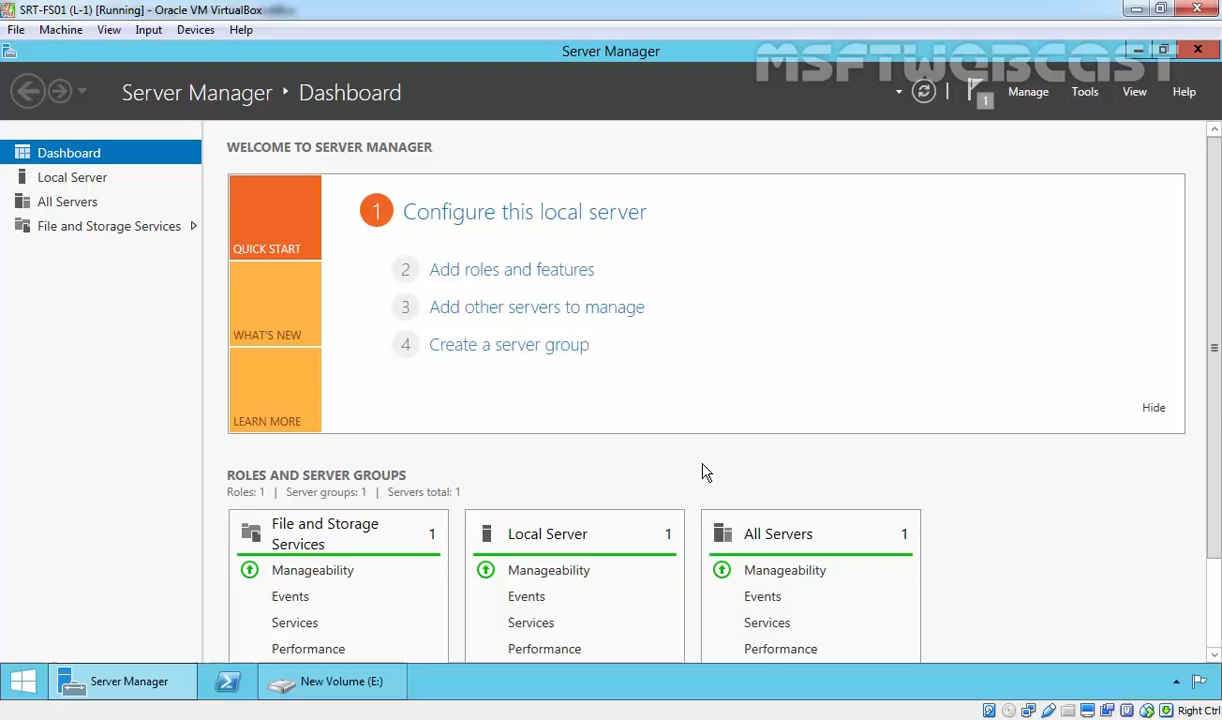 SRT-FS01 (L-1) [Running] - Oracle VM VirtualBox
File Machine View Input Devices Help
Server Manager
MSFTWEBCAST
Server Manager ‣ Dashboard
1
Manage Tools View Help
Dashboard
Local Server
All Servers
File and Storage Services
WELCOME TO SERVER MANAGER
QUICK START
WHAT'S NEW
LEARN MORE
1 Configure this local server
2 Add roles and features
3 Add other servers to manage
4 Create a server group
Hide
ROLES AND SERVER GROUPS
Roles: 1 | Server groups: 1 | Servers total: 1
File and Storage
Services 1
Manageability
Events
Services
Performance
Local Server 1
Manageability
Events
Services
Performance
All Servers 1
Manageability
Events
Services
Performance
Server Manager
New Volume (E:)
Right Ctrl